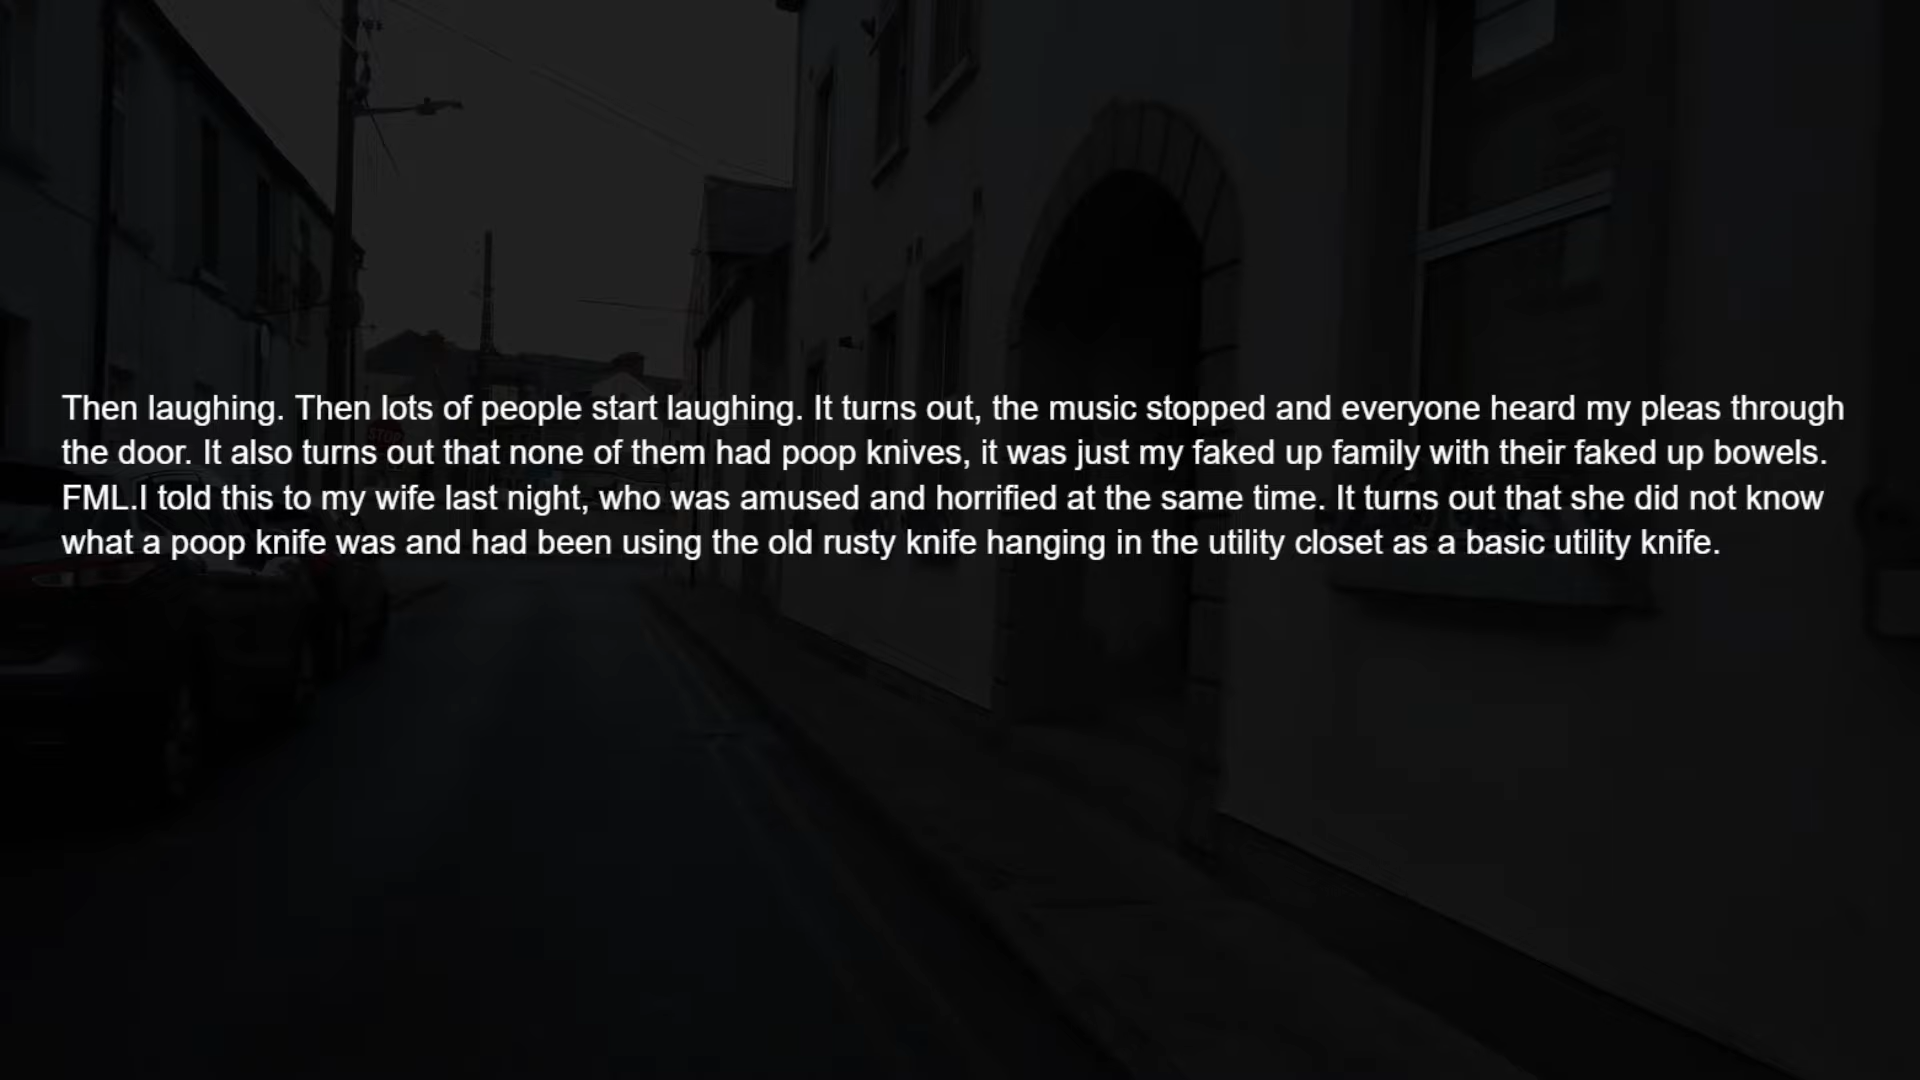 Then laughing. Then lots of people start laughing. It turns out, the music stopped and everyone heard my pleas through
the door. It also turns out that none of them had poop knives, it was just my faked up family with their faked up bowels.
FML.I told this to my wife last night, who was amused and horrified at the same time. It turns out that she did not know
what a poop knife was and had been using the old rusty knife hanging in the utility closet as a basic utility knife.
STOP